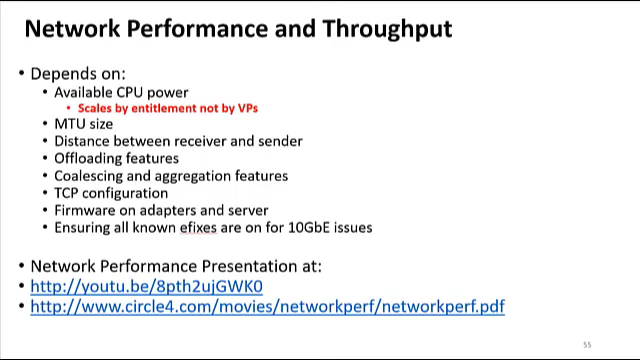 Network Performance and Throughput
• Depends on:
• Available CPU power
• Scales by entitlement not by VPs
• MTU size
• Distance between receiver and sender
• Offloading features
• Coalescing and aggregation features
• TCP configuration
• Firmware on adapters and server
• Ensuring all known efixes are on for 10GbE issues
• Network Performance Presentation at:
• http://youtu.be/8pth2ujGWK0
• http://www.circle4.com/movies/networkperf/networkperf.pdf
55